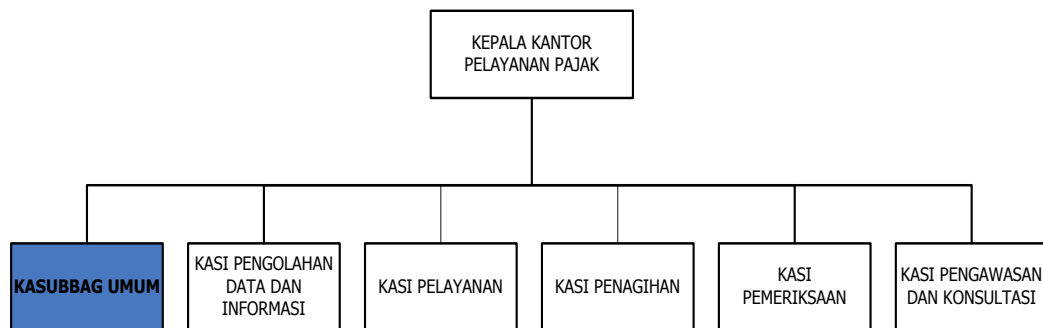 KEPALA KANTOR
PELAYANAN PAJAK
KASUBBAG UMUM
KASI PENGOLAHAN
DATA DAN
INFORMASI
KASI PELAYANAN
KASI PENAGIHAN
KASI
PEMERIKSAAN
KASI PENGAWASAN
DAN KONSULTASI